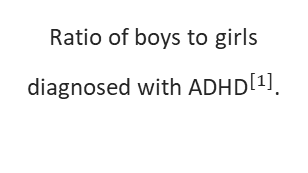 Ratio of boys to girls
diagnosed with ADHD[1].